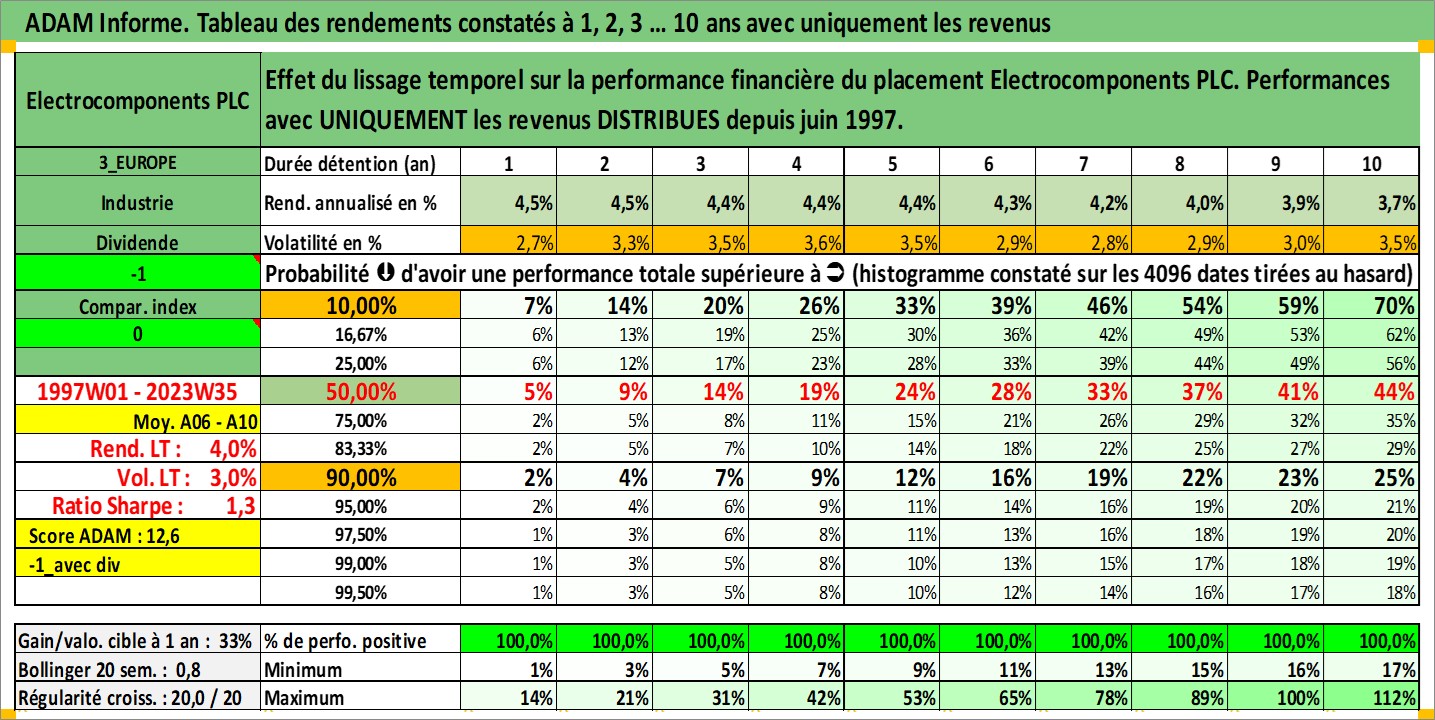 ADAM Informe. Tableau des rendements constatés à 1, 2, 3 ... 10 ans avec uniquement les revenus
Electrocomponents PLC
Effet du lissage temporel sur la performance financière du placement Electrocomponents PLC. Performances
avec UNIQUEMENT les revenus DISTRIBUES depuis juin 1997.
3_EUROPE Durée détention (an) 1 2 3 4 5 6 7 8 9 10
Industrie Rend. annualisé en % 4,5% 4,5% 4,4% 4,4% 4,4% 4,3% 4,2% 4,0% 3,9% 3,7%
Dividende Volatilité en % 2,7% 3,3% 3,5% 3,6% 3,5% 2,9% 2,8% 2,9% 3,0% 3,5%
-1 Probabilité ⬇ d'avoir une performance totale supérieure à ➲ (histogramme constaté sur les 4096 dates tirées au hasard)
Compar. index 10,00% 7% 14% 20% 26% 33% 39% 46% 54% 59% 70%
0 16,67% 6% 13% 19% 25% 30% 36% 42% 49% 53% 62%
25,00% 6% 12% 17% 23% 28% 33% 39% 44% 49% 56%
1997W01 - 2023W35 50,00% 5% 9% 14% 19% 24% 28% 33% 37% 41% 44%
Moy. A06 - A10 75,00% 2% 5% 8% 11% 15% 21% 26% 29% 32% 35%
Rend. LT : 4,0% 83,33% 2% 5% 7% 10% 14% 18% 22% 25% 27% 29%
Vol. LT : 3,0% 90,00% 2% 4% 7% 9% 12% 16% 19% 22% 23% 25%
Ratio Sharpe : 1,3 95,00% 2% 4% 6% 9% 11% 14% 16% 19% 20% 21%
Score ADAM : 12,6 97,50% 1% 3% 6% 8% 11% 13% 16% 18% 19% 20%
-1_avec div 99,00% 1% 3% 5% 8% 10% 13% 15% 17% 18% 19%
99,50% 1% 3% 5% 8% 10% 12% 14% 16% 17% 18%
Gain/valo. cible à 1 an : 33% % de perfo. positive 100,0% 100,0% 100,0% 100,0% 100,0% 100,0% 100,0% 100,0% 100,0% 100,0%
Bollinger 20 sem. : 0,8 Minimum 1% 3% 5% 7% 9% 11% 13% 15% 16% 17%
Régularité croiss. : 20,0 / 20 Maximum 14% 21% 31% 42% 53% 65% 78% 89% 100% 112%